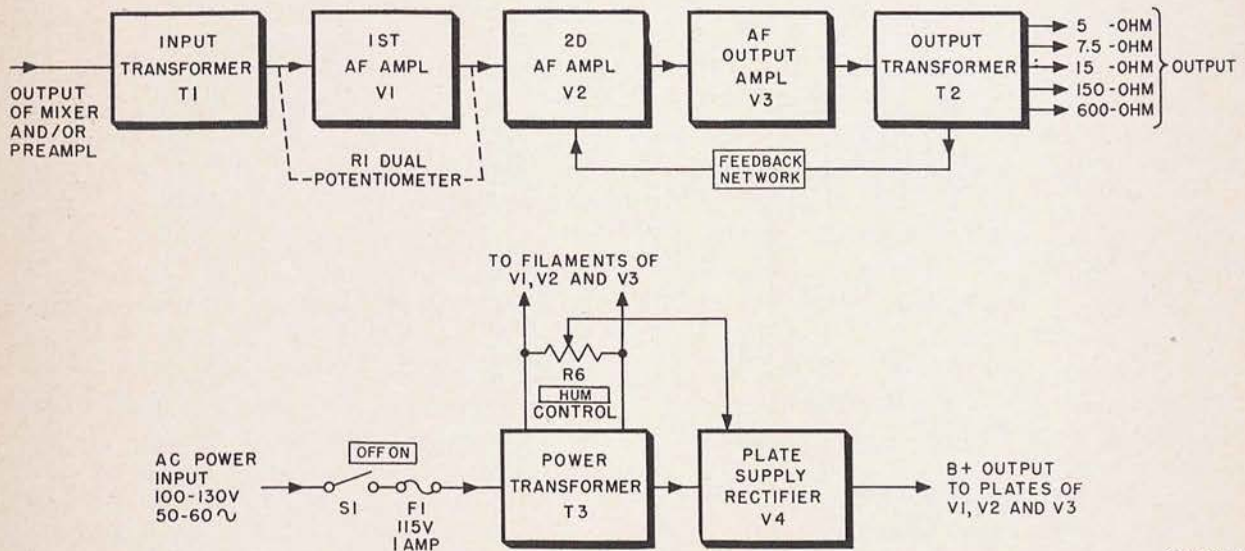 INPUT
TRANSFORMER
T1
1ST
AF AMPL
V1
2D
AF AMPL
V2
AF
OUTPUT
AMPL
V3
OUTPUT
TRANSFORMER
T2
5 -OHM
7.5-OHM
15 -OHM
150-OHM
600-OHM
OUTPUT
OUTPUT
OF MIXER
AND/OR
PREAMPL
R1 DUAL
POTENTIOMETER
FEEDBACK
NETWORK
TO FILAMENTS OF
V1, V2 AND V3
R6
HUM
CONTROL
AC POWER
INPUT
100-130V
50-60∿
OFF ON
S1
F1
115V
1 AMP
POWER
TRANSFORMER
T3
PLATE
SUPPLY
RECTIFIER
V4
B+ OUTPUT
TO PLATES OF
V1, V2 AND V3